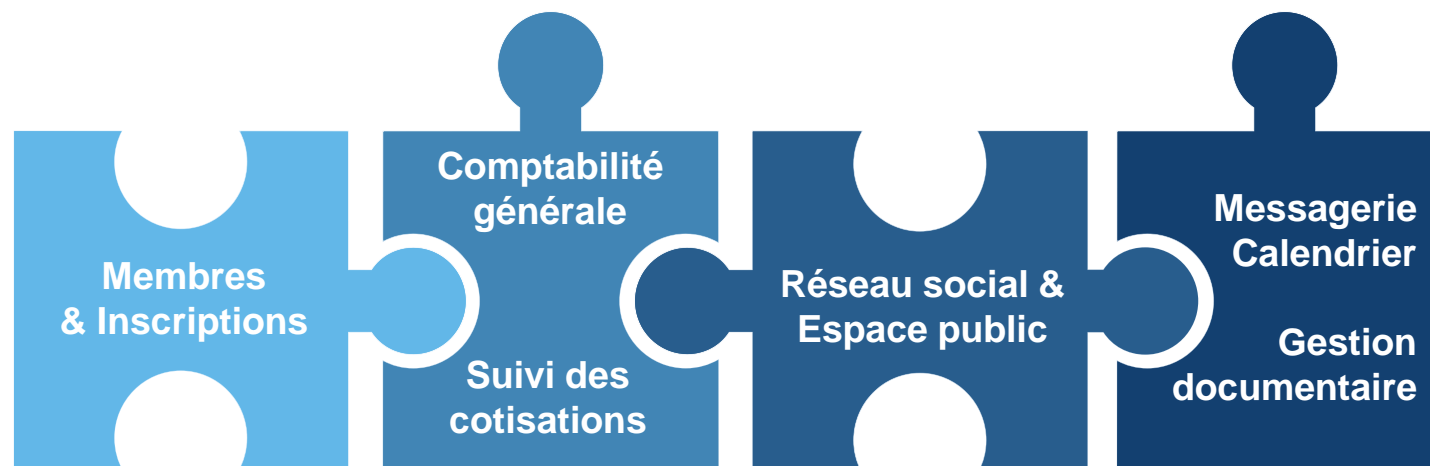 Membres
& Inscriptions
Comptabilité
générale
Suivi des
cotisations
Réseau social &
Espace public
Messagerie
Calendrier
Gestion
documentaire